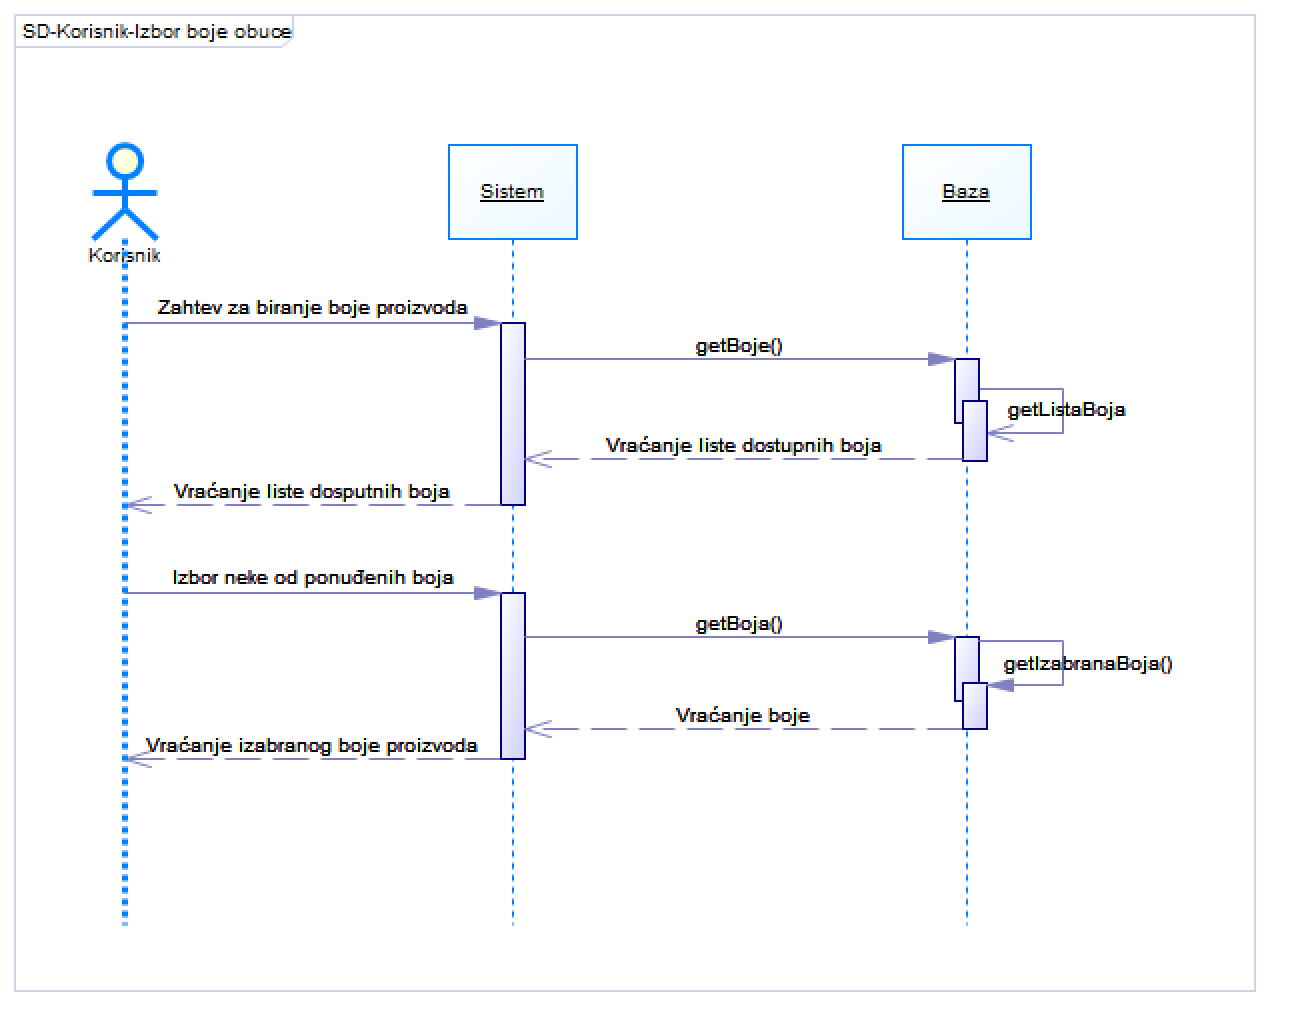 SD-Korisnik-Izbor boje obuce
Korisnik
Sistem
Baza
Zahtev za biranje boje proizvoda
getBoje()
getListaBoja
Vraćanje liste dostupnih boja
Vraćanje liste dosputnih boja
Izbor neke od ponuđenih boja
getBoja()
getIzabranaBoja()
Vraćanje boje
Vraćanje izabranog boje proizvoda